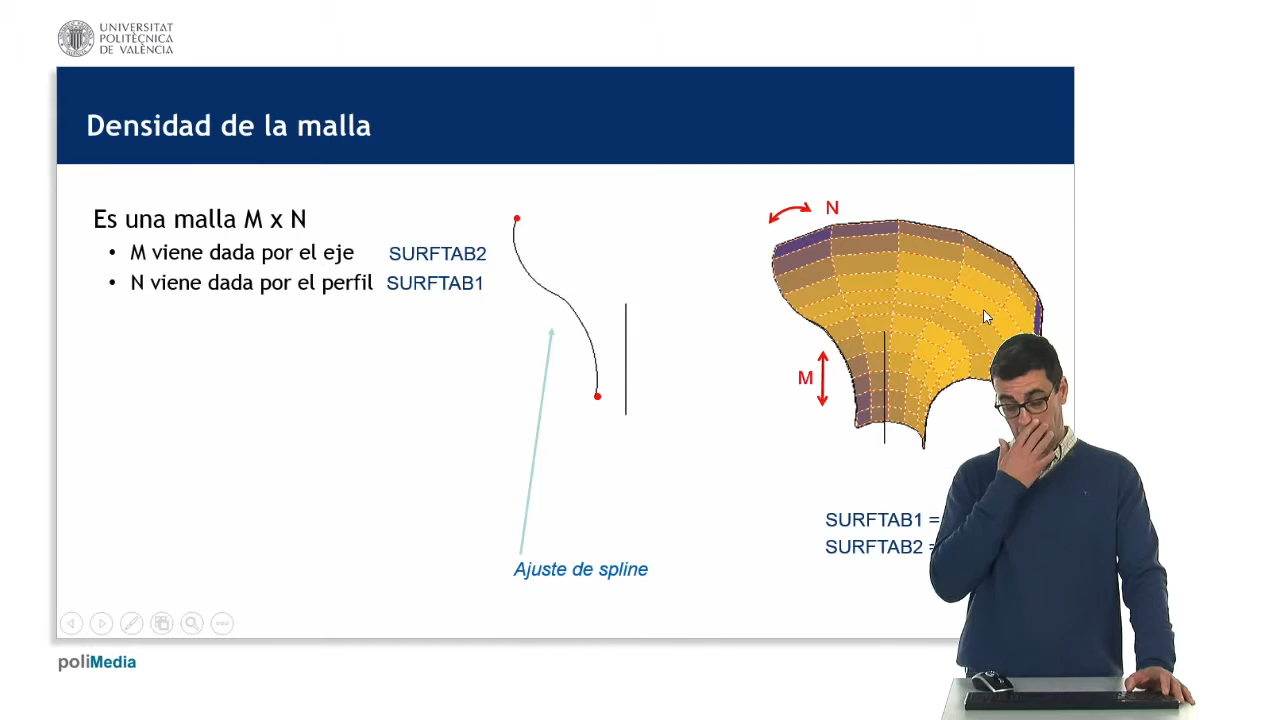 UNIVERSITAT
POLITÈCNICA
DE VALÈNCIA
Densidad de la malla
Es una malla M x N
• M viene dada por el eje SURFTAB2
• N viene dada por el perfil SURFTAB1
N
M
SURFTAB1 =
SURFTAB2 =
Ajuste de spline
poliMedia